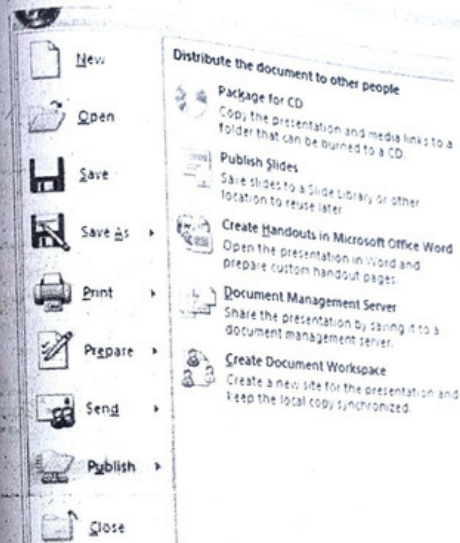 New
Open
Save
Save As
Print
Prepare
Send
Publish
Close
Distribute the document to other people
Package for CD
Copy the presentation and media links to a
folder that can be burned to a CD.
Publish Slides
Save slides to a Slide Library or other
location to reuse later
Create Handouts in Microsoft Office Word
Open the presentation in Word and
prepare custom handout pages
Document Management Server
Share the presentation by saving it to a
document management server.
Create Document Workspace
Create a new site for the presentation and
keep the local copy synchronized.